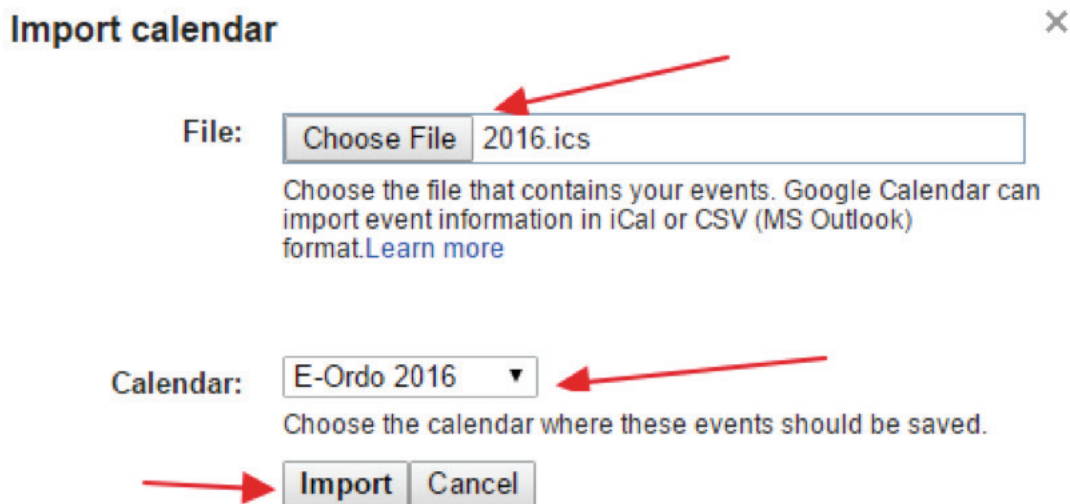 Import calendar
File: Choose File 2016.ics
Choose the file that contains your events. Google Calendar can
import event information in iCal or CSV (MS Outlook)
format.Learn more
Calendar: E-Ordo 2016
Choose the calendar where these events should be saved.
Import Cancel